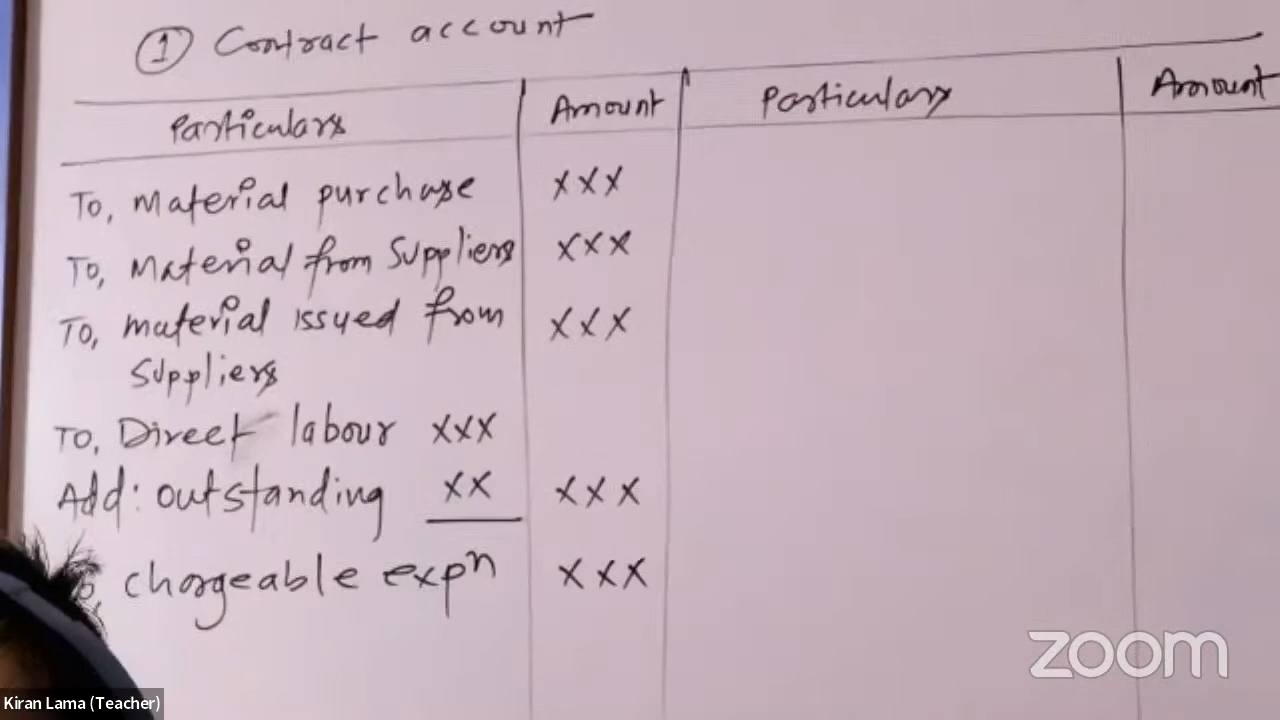 ① Contract account
Particulars Amount Particulars Amount
To, Material purchase xxx
To, Material from Suppliers xxx
To, material issued from xxx
Suppliers
To, Direct labour xxx
Add: outstanding xx xxx
, chargeable expⁿ xxx
zoom
Kiran Lama (Teacher)